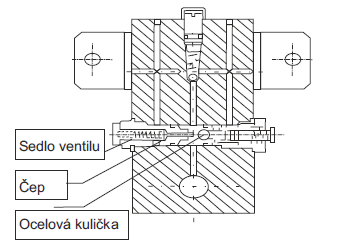 Sedlo ventilu
Čep
Ocelová kulička